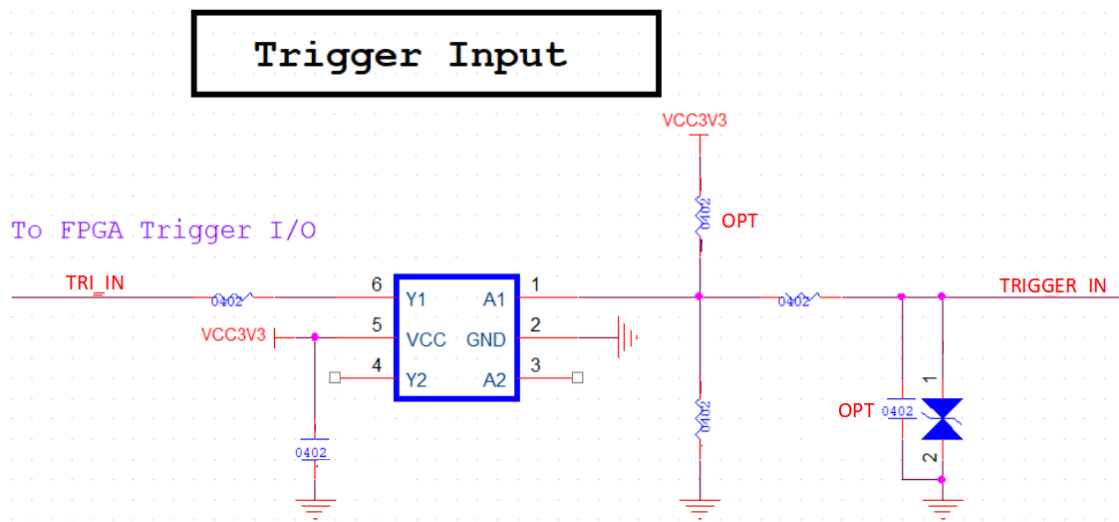 Trigger Input
VCC3V3
0402
OPT
To FPGA Trigger I/O
TRI_IN
0402
6
Y1
A1
1
0402
TRIGGER IN
VCC3V3
5
VCC
GND
2
4
Y2
A2
3
0402
OPT
0402
1
2
0402